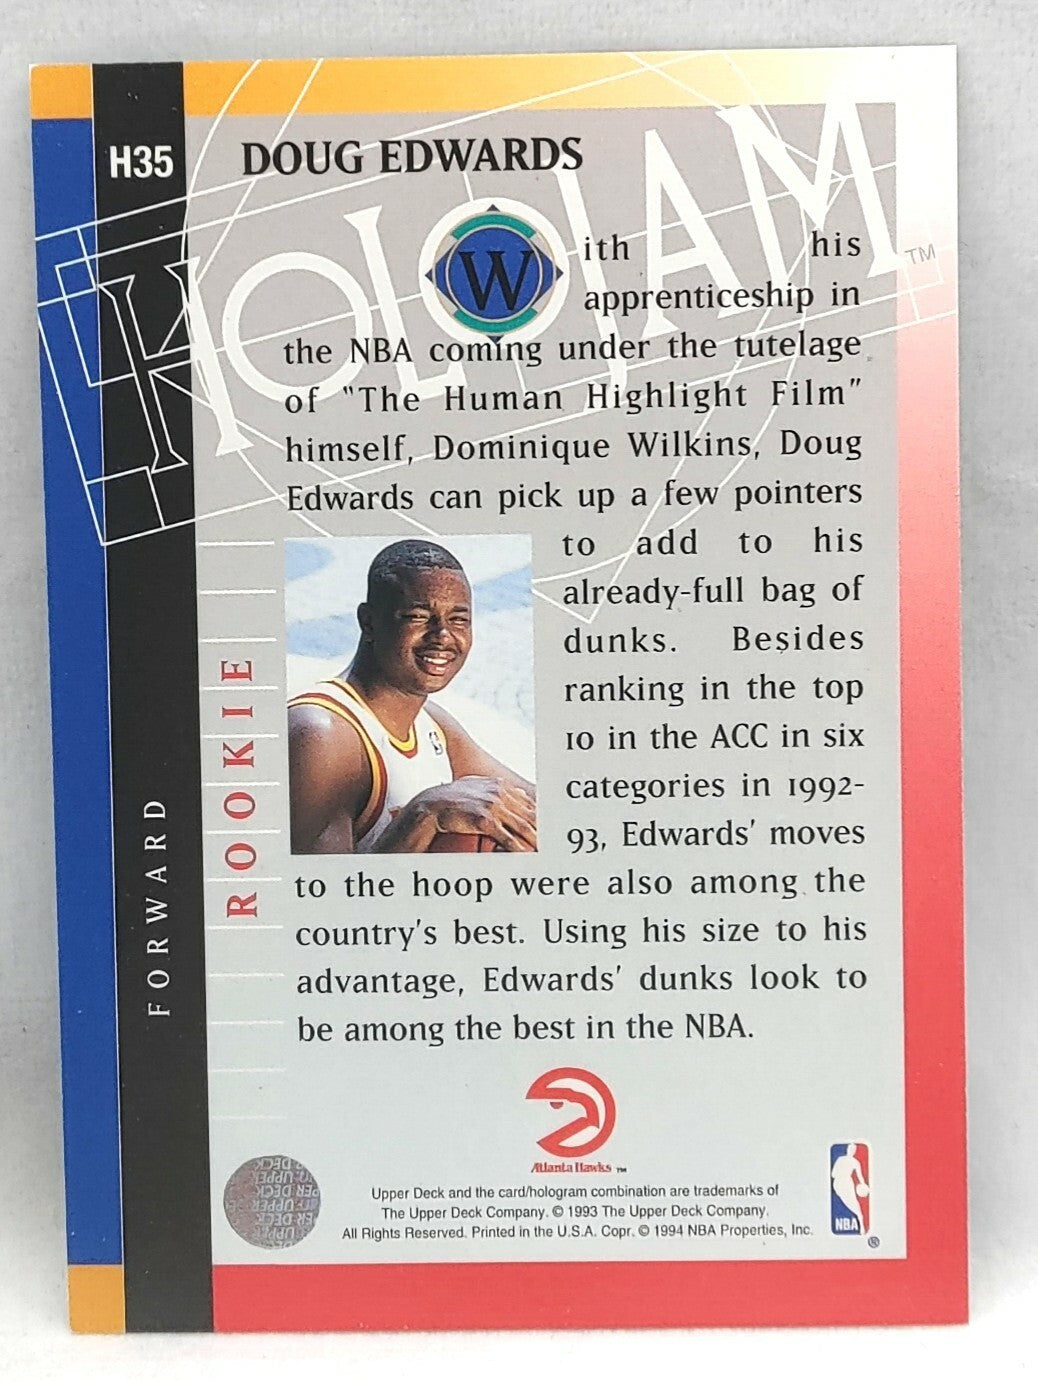 H35
DOUG EDWARDS
HOLOJAM™
With his
apprenticeship in
the NBA coming under the tutelage
of "The Human Highlight Film"
himself, Dominique Wilkins, Doug
Edwards can pick up a few pointers
to add to his
already-full bag of
dunks. Besides
ranking in the top
10 in the ACC in six
categories in 1992-
93, Edwards' moves
to the hoop were also among the
country's best. Using his size to his
advantage, Edwards' dunks look to
be among the best in the NBA.
ROOKIE
FORWARD
Atlanta Hawks ™
UPPER DECK
Upper Deck and the card/hologram combination are trademarks of
The Upper Deck Company. © 1993 The Upper Deck Company.
All Rights Reserved. Printed in the U.S.A. Copr. © 1994 NBA Properties, Inc.
NBA ®